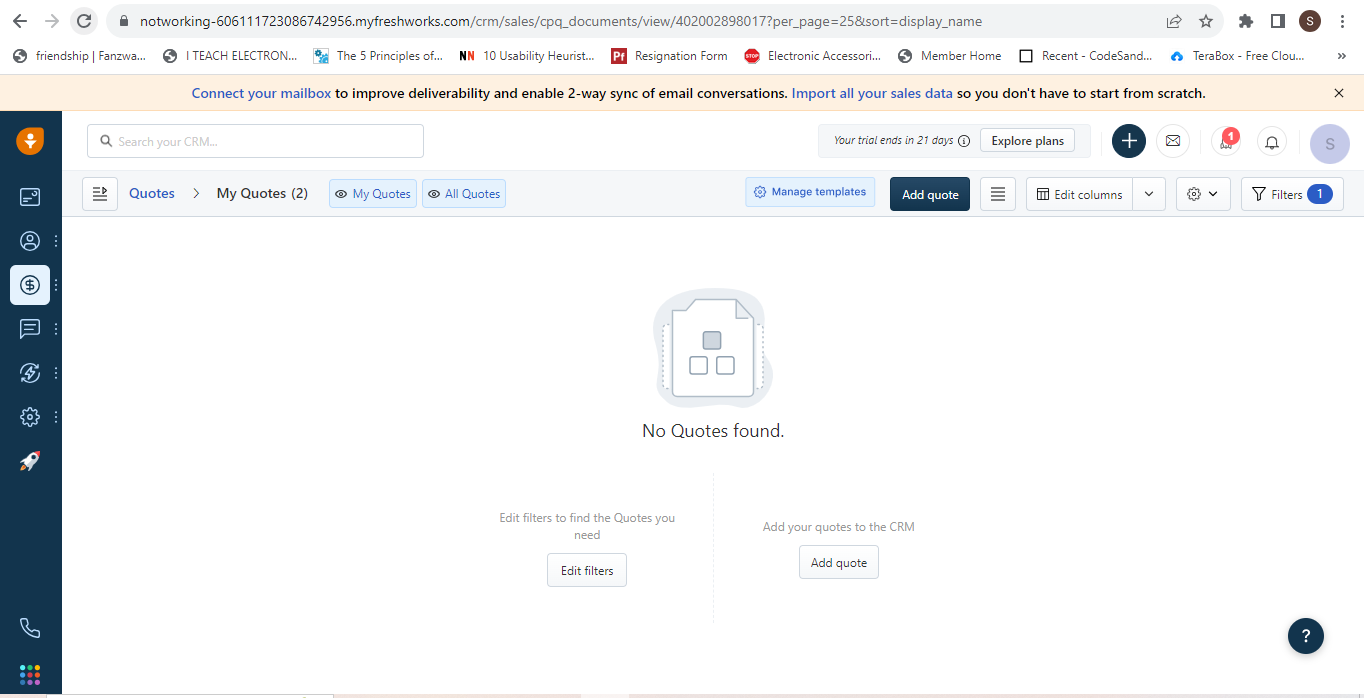 notworking-606111723086742956.myfreshworks.com/crm/sales/cpq_documents/view/402002898017?per_page=25&sort=display_name
S
friendship | Fanzwa...
I TEACH ELECTRON...
The 5 Principles of...
NN 10 Usability Heurist...
Pf Resignation Form
STOP Electronic Accessori...
Member Home
Recent - CodeSand...
TeraBox - Free Clou...
»
Connect your mailbox to improve deliverability and enable 2-way sync of email conversations. Import all your sales data so you don't have to start from scratch.
Search your CRM...
Your trial ends in 21 days
Explore plans
1
S
Quotes > My Quotes (2)
My Quotes
All Quotes
Manage templates
Add quote
Edit columns
Filters 1
No Quotes found.
Edit filters to find the Quotes you
need
Edit filters
Add your quotes to the CRM
Add quote
?